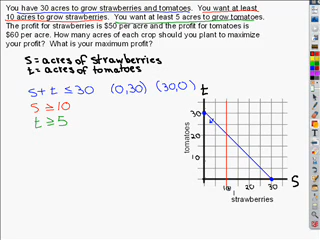 You have 30 acres to grow strawberries and tomatoes. You want at least
10 acres to grow strawberries. You want at least 5 acres to grow tomatoes.
The profit for strawberries is $50 per acre and the profit for tomatoes is
$60 per acre. How many acres of each crop should you plant to maximize
your profit? What is your maximum profit?
s = acres of strawberries
t = acres of tomatoes
s + t ≤ 30 (0,30) (30,0)
s ≥ 10
t ≥ 5
t
30
20
10
tomatoes
10 20 30 s
strawberries